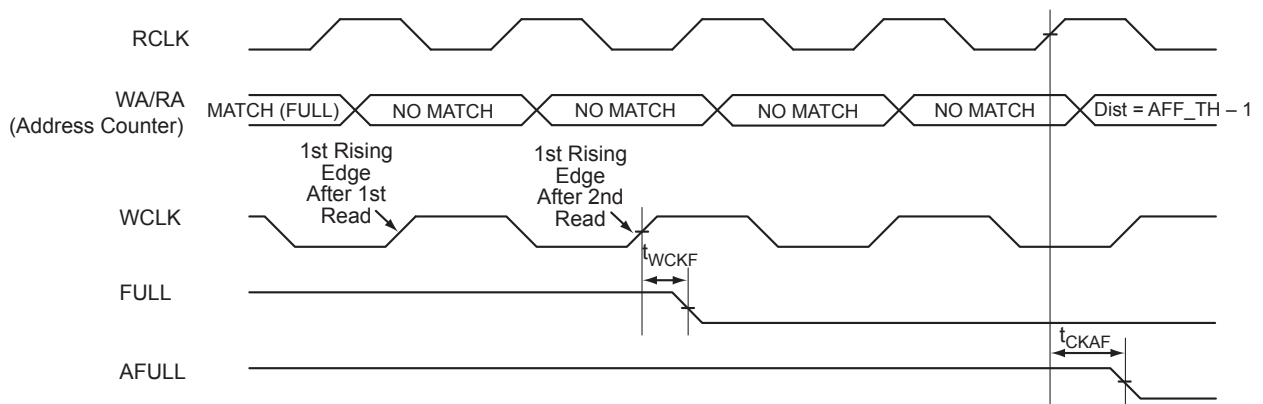 RCLK
WA/RA
(Address Counter)
MATCH (FULL)
NO MATCH
NO MATCH
NO MATCH
NO MATCH
Dist = AFF_TH – 1
1st Rising
Edge
After 1st
Read
1st Rising
Edge
After 2nd
Read
WCLK
tWCKF
FULL
tCKAF
AFULL